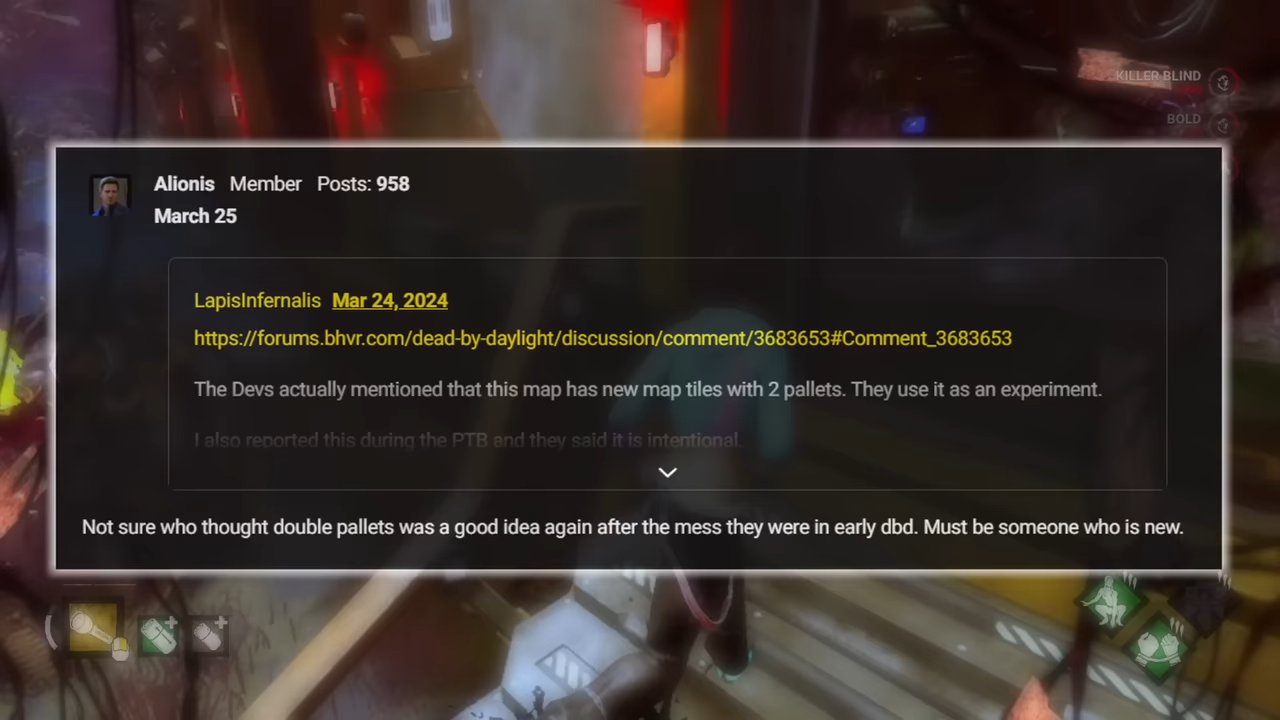 KILLER BLIND
BOLD
Alionis Member Posts: 958
March 25
LapisInfernalis Mar 24, 2024
https://forums.bhvr.com/dead-by-daylight/discussion/comment/3683653#Comment_3683653
The Devs actually mentioned that this map has new map tiles with 2 pallets. They use it as an experiment.
I also reported this during the PTB and they said it is intentional.
Not sure who thought double pallets was a good idea again after the mess they were in early dbd. Must be someone who is new.